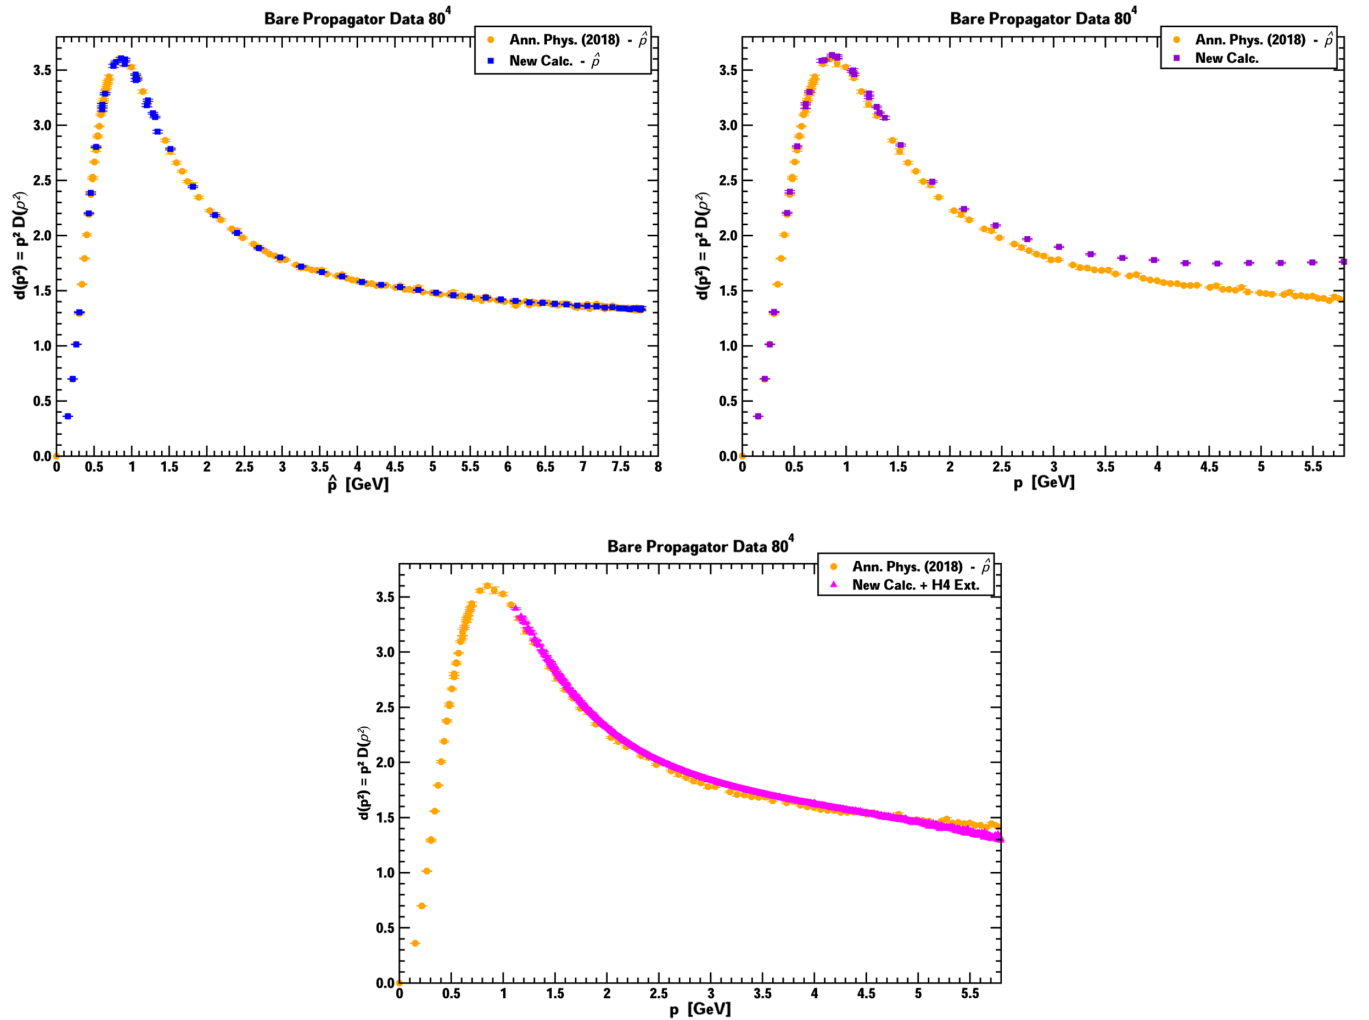 Bare Propagator Data 80⁴
Ann. Phys. (2018) - p̂
New Calc. - p̂
d(p²) = p² D(p²)
3.5
3.0
2.5
2.0
1.5
1.0
0.5
0.0
0 0.5 1 1.5 2 2.5 3 3.5 4 4.5 5 5.5 6 6.5 7 7.5 8
p̂ [GeV]
Bare Propagator Data 80⁴
Ann. Phys. (2018) - p̂
New Calc.
d(p²) = p² D(p²)
3.5
3.0
2.5
2.0
1.5
1.0
0.5
0.0
0 0.5 1 1.5 2 2.5 3 3.5 4 4.5 5 5.5
p [GeV]
Bare Propagator Data 80⁴
Ann. Phys. (2018) - p̂
New Calc. + H4 Ext.
d(p²) = p² D(p²)
3.5
3.0
2.5
2.0
1.5
1.0
0.5
0.0
0 0.5 1 1.5 2 2.5 3 3.5 4 4.5 5 5.5
p [GeV]